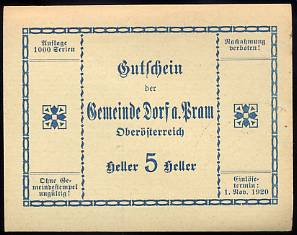 Auflage
1000 Serien
Nachahmung
verboten!
Gutschein
der
Gemeinde Dorf a. Pram
Oberösterreich
Heller 5 Heller
Ohne Ge-
meindestempel
ungültig!
Einlöse-
termin:
1. Nov. 1920